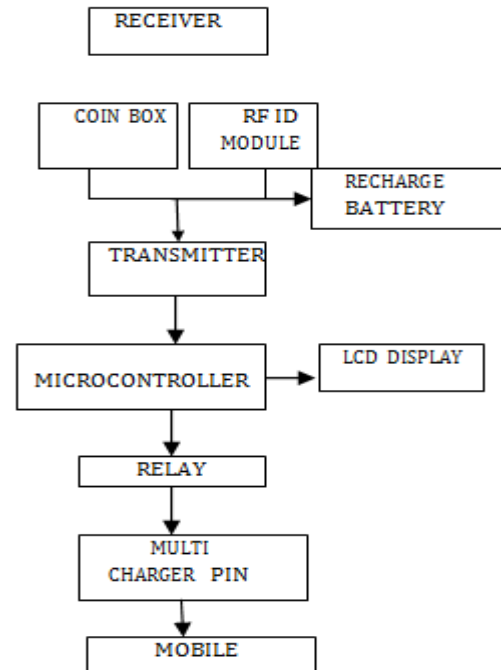 RECEIVER
COIN BOX
RF ID
MODULE
RECHARGE
BATTERY
TRANSMITTER
MICROCONTROLLER
LCD DISPLAY
RELAY
MULTI
CHARGER PIN
MOBILE